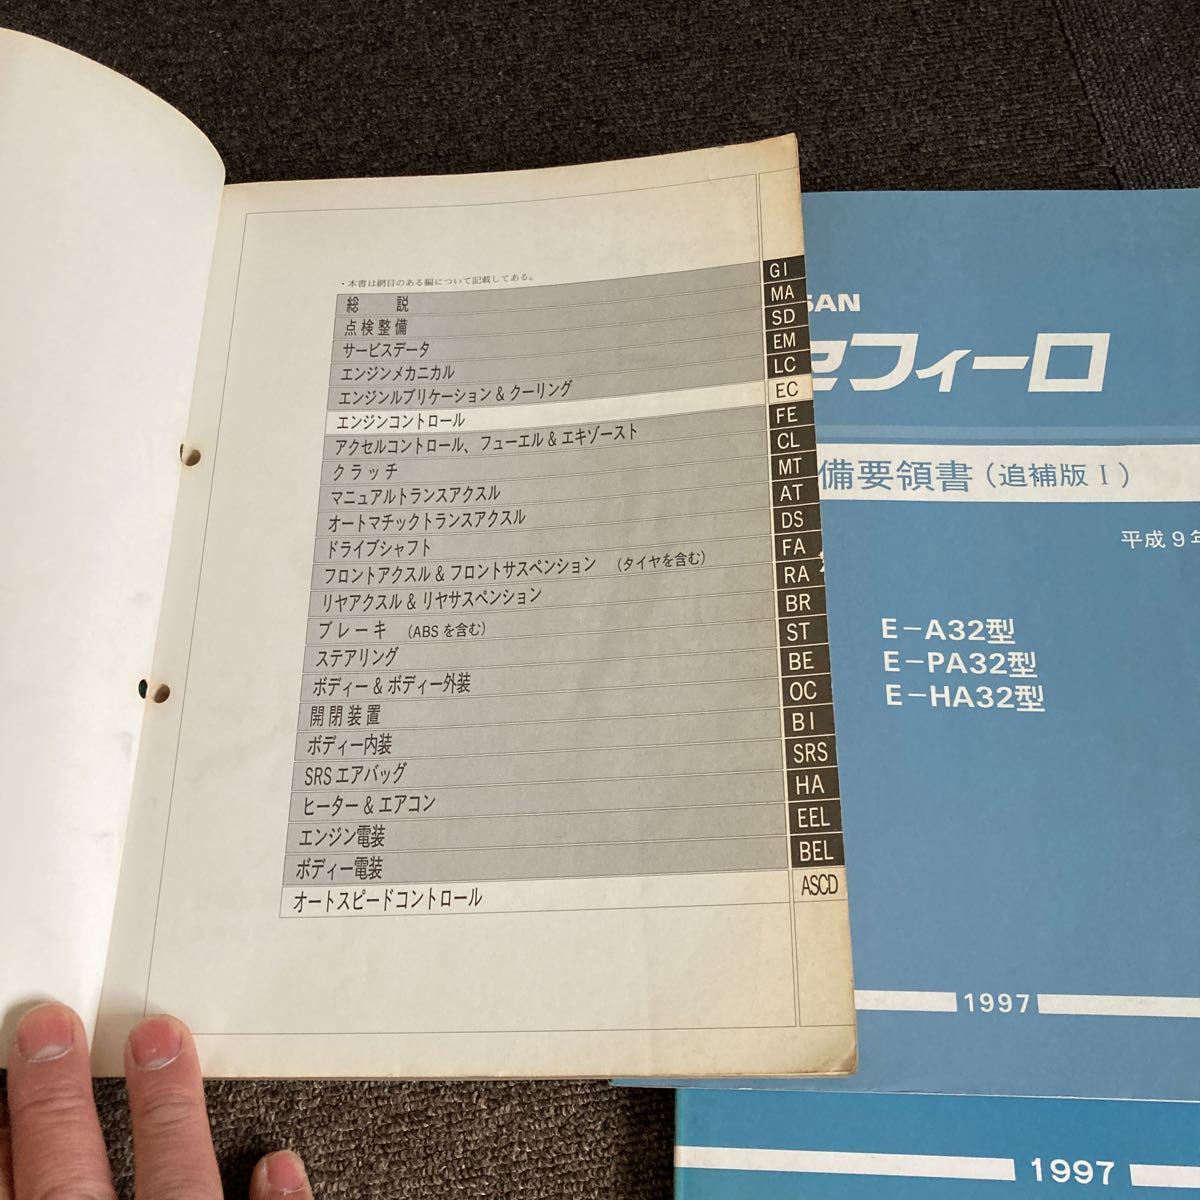 ・本書は網目のある編について記載してある。
総 説 GI
点検整備 MA
サービスデータ SD
エンジンメカニカル EM
エンジンルブリケーション & クーリング LC
エンジンコントロール EC
アクセルコントロール、フューエル & エキゾースト FE
クラッチ CL
マニュアルトランスアクスル MT
オートマチックトランスアクスル AT
ドライブシャフト DS
フロントアクスル & フロントサスペンション (タイヤを含む) FA
リヤアクスル & リヤサスペンション RA
ブレーキ (ABSを含む) BR
ステアリング ST
ボディー & ボディー外装 BE
開閉装置 OC
ボディー内装 BI
SRSエアバッグ SRS
ヒーター & エアコン HA
エンジン電装 EEL
ボディー電装 BEL
オートスピードコントロール ASCD
SAN
セフィーロ
備要領書 (追補版 I)
平成9年
E-A32型
E-PA32型
E-HA32型
1997
1997